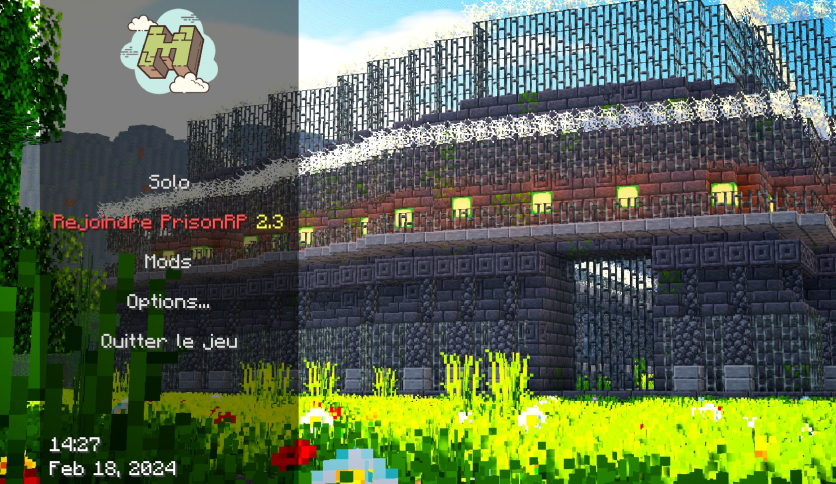 M
Solo
Rejoindre PrisonRP 2.3
Mods
Options...
Quitter le jeu
14:27
Feb 18, 2024